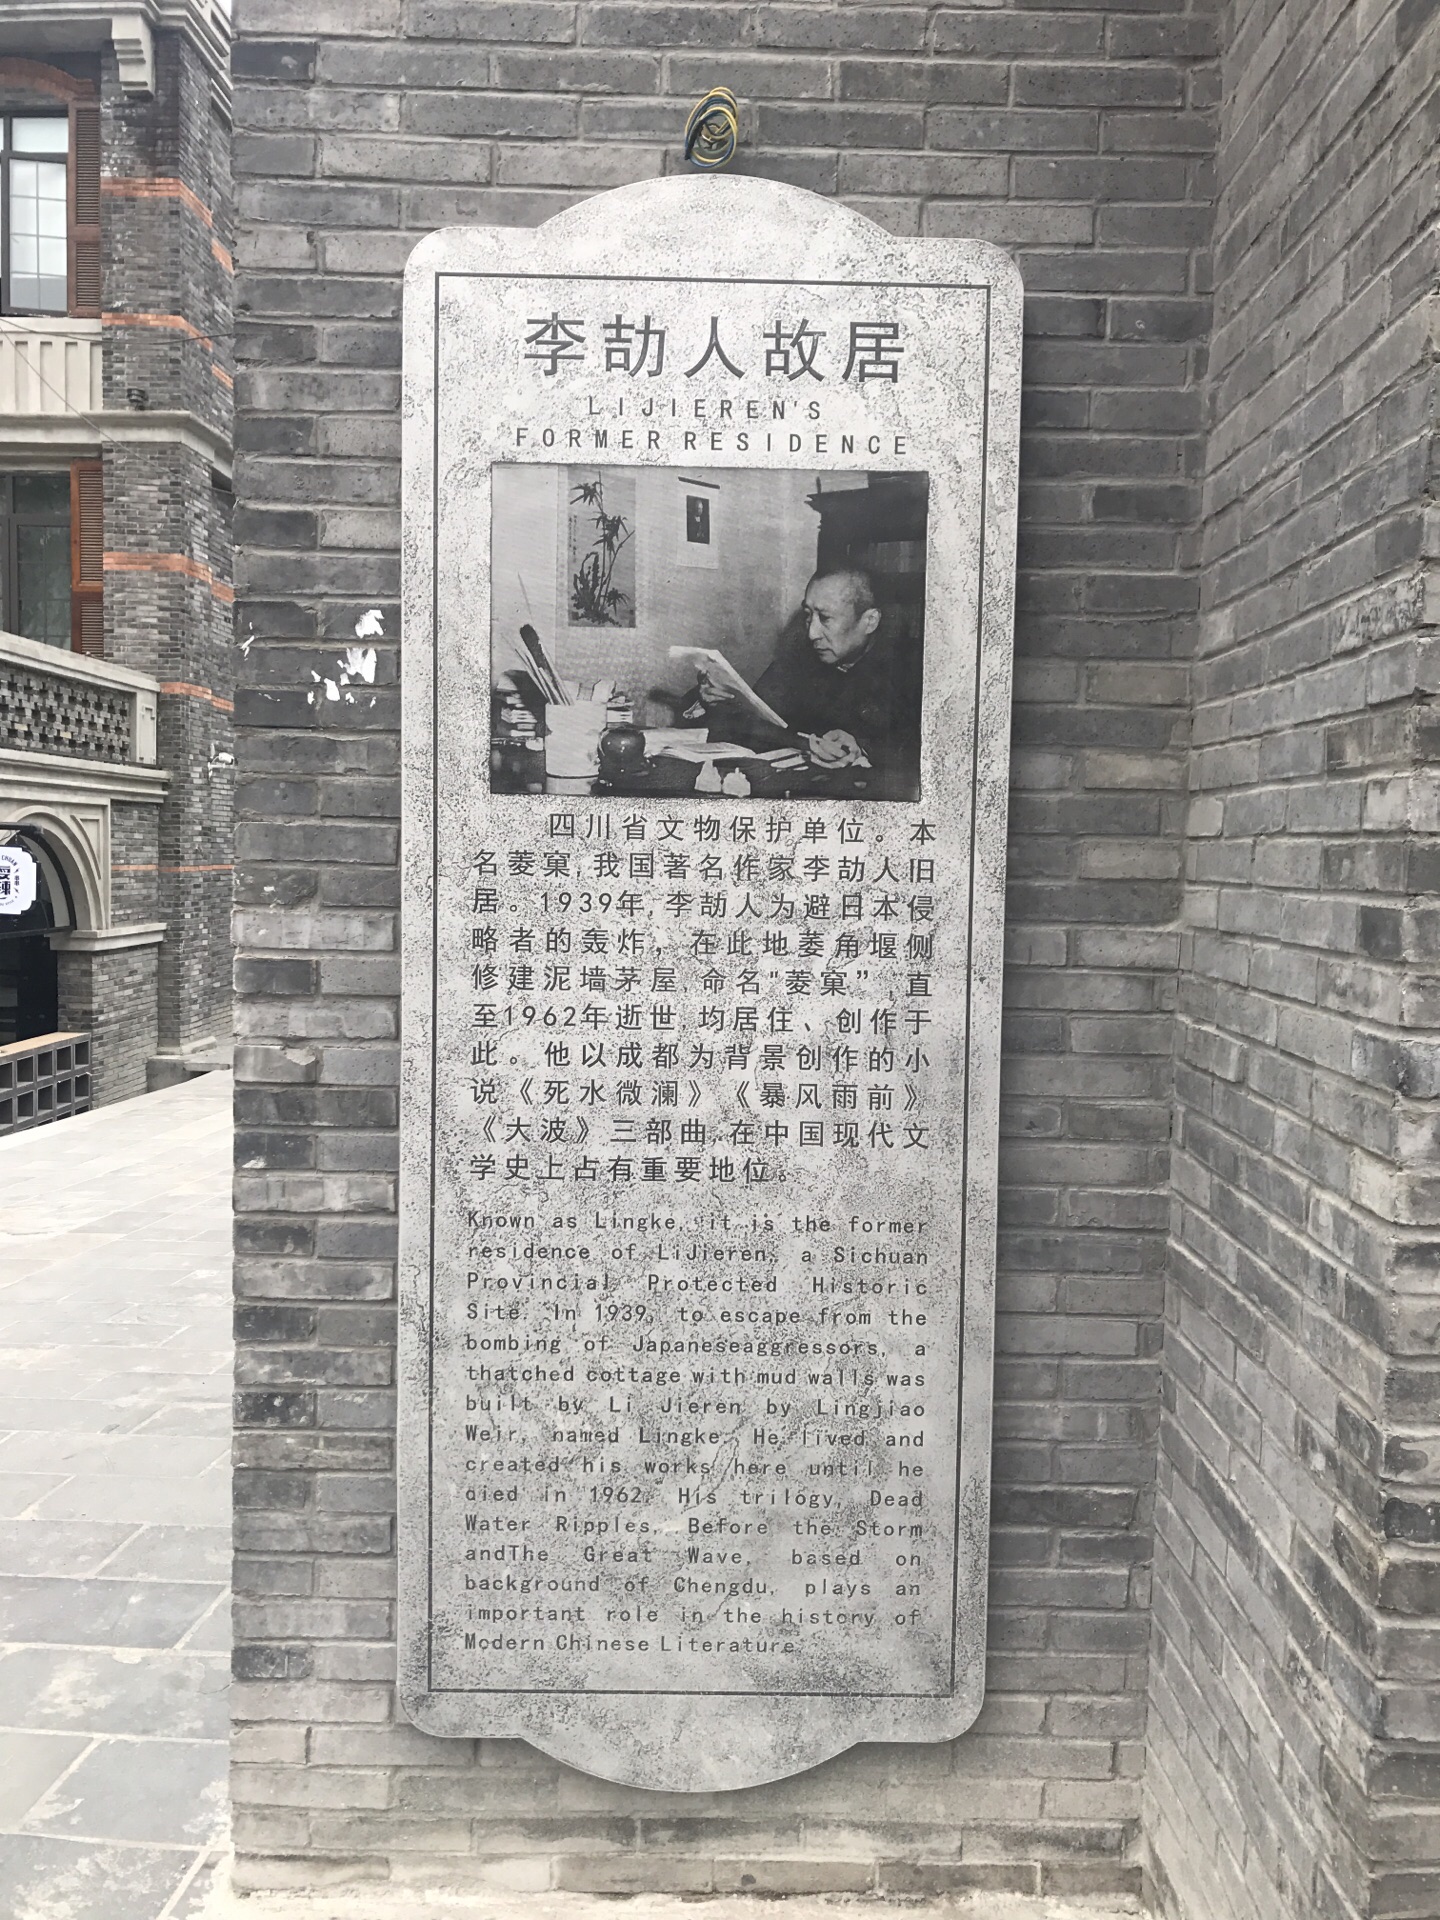 李劼人故居
LIJIEREN'S
FORMER RESIDENCE
四川省文物保护单位。本
名菱窠,我国著名作家李劼人旧
居。1939年,李劼人为避日本侵
略者的轰炸,在此地菱角堰侧
修建泥墙茅屋,命名"菱窠”,直
至1962年逝世,均居住、创作于
此。他以成都为背景创作的小
说《死水微澜》《暴风雨前》
《大波》三部曲,在中国现代文
学史上占有重要地位。
Known as Lingke, it is the former
residence of LiJieren, a Sichuan
Provincial Protected Historic
Site. In 1939, to escape from the
bombing of Japaneseaggressors, a
thatched cottage with mud walls was
built by Li Jieren by Lingjiao
Weir, named Lingke. He lived and
created his works here until he
died in 1962. His trilogy, Dead
Water Ripples, Before the Storm
andThe Great Wave, based on
background of Chengdu, plays an
important role in the history of
Modern Chinese Literature